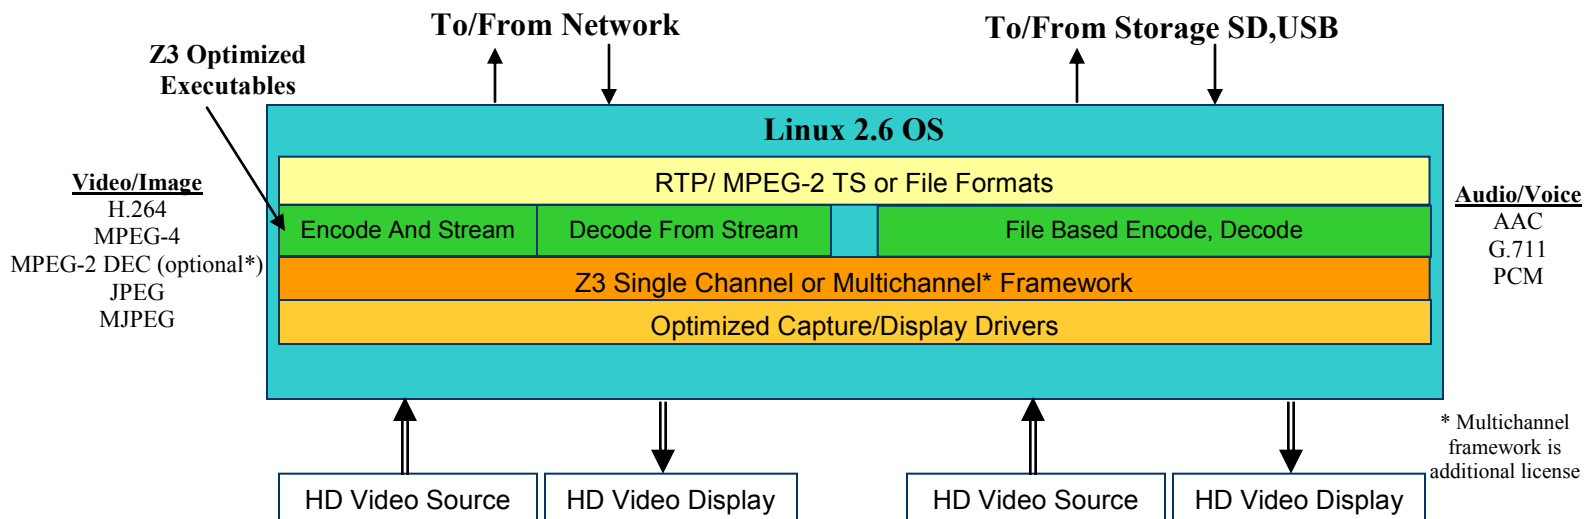 To/From Network
To/From Storage SD,USB
Z3 Optimized
Executables
Linux 2.6 OS
RTP/ MPEG-2 TS or File Formats
Video/Image
H.264
MPEG-4
MPEG-2 DEC (optional*)
JPEG
MJPEG
Encode And Stream
Decode From Stream
File Based Encode, Decode
Z3 Single Channel or Multichannel* Framework
Optimized Capture/Display Drivers
Audio/Voice
AAC
G.711
PCM
* Multichannel
framework is
additional license
HD Video Source
HD Video Display
HD Video Source
HD Video Display